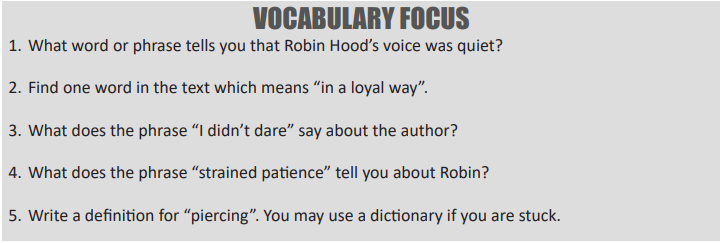 VOCABULARY FOCUS
1. What word or phrase tells you that Robin Hood’s voice was quiet?
2. Find one word in the text which means “in a loyal way”.
3. What does the phrase “I didn’t dare” say about the author?
4. What does the phrase “strained patience” tell you about Robin?
5. Write a definition for “piercing”. You may use a dictionary if you are stuck.